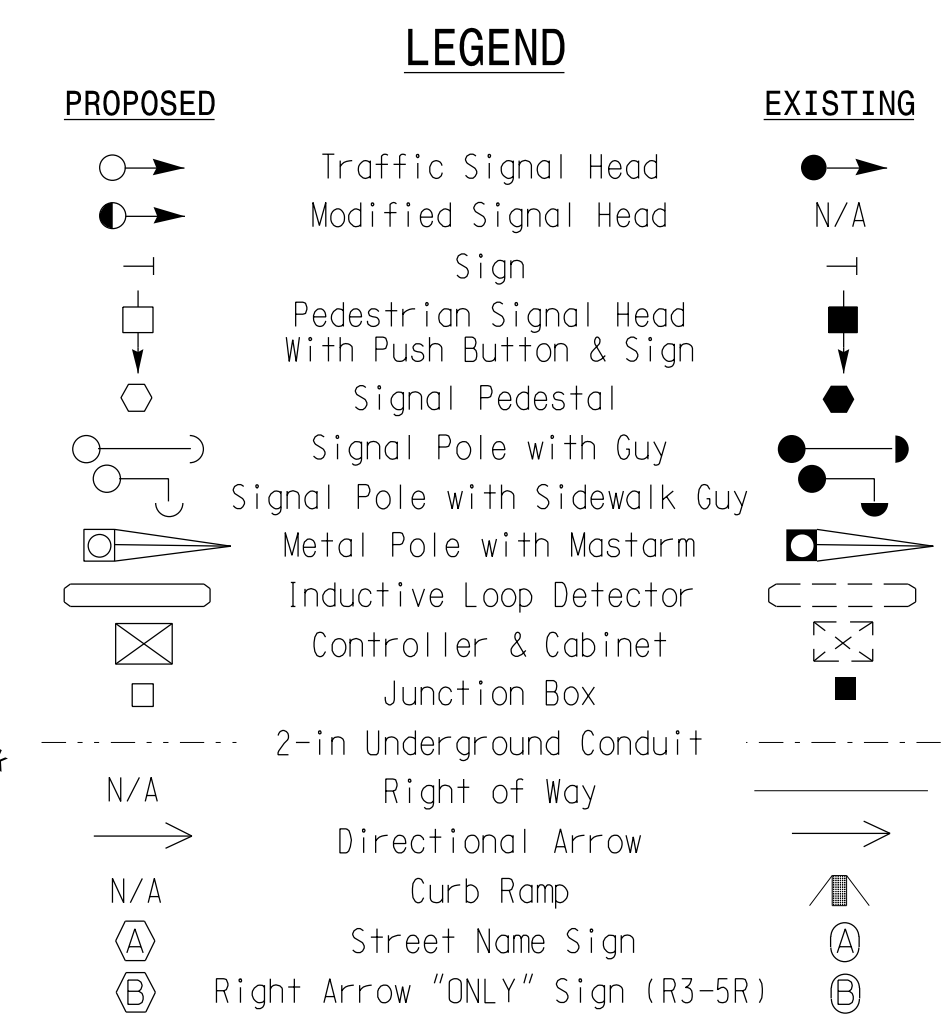 LEGEND
PROPOSED EXISTING
Traffic Signal Head
Modified Signal Head N/A
Sign
Pedestrian Signal Head
With Push Button & Sign
Signal Pedestal
Signal Pole with Guy
Signal Pole with Sidewalk Guy
Metal Pole with Mastarm
Inductive Loop Detector
Controller & Cabinet
Junction Box
2-in Underground Conduit
N/A Right of Way
Directional Arrow
N/A Curb Ramp
A Street Name Sign A
B Right Arrow "ONLY" Sign (R3-5R) B